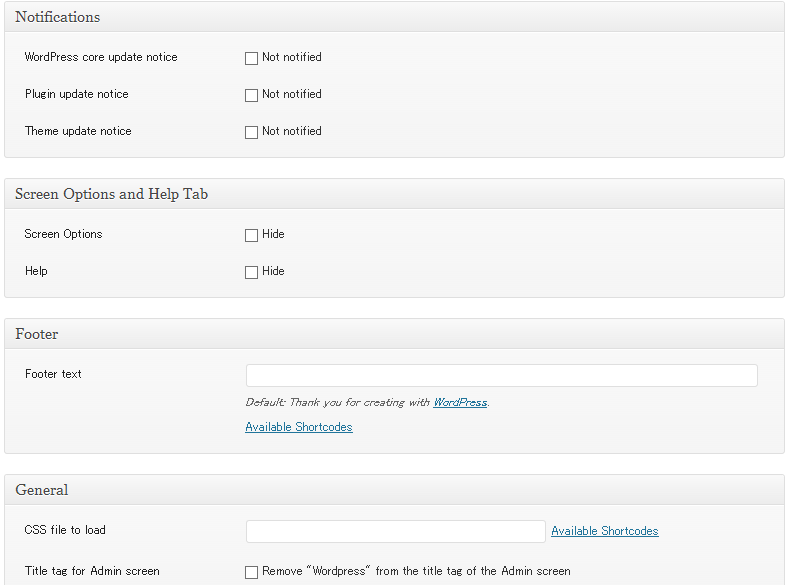 Notifications
WordPress core update notice Not notified
Plugin update notice Not notified
Theme update notice Not notified
Screen Options and Help Tab
Screen Options Hide
Help Hide
Footer
Footer text
Default: Thank you for creating with WordPress.
Available Shortcodes
General
CSS file to load Available Shortcodes
Title tag for Admin screen Remove "Wordpress" from the title tag of the Admin screen